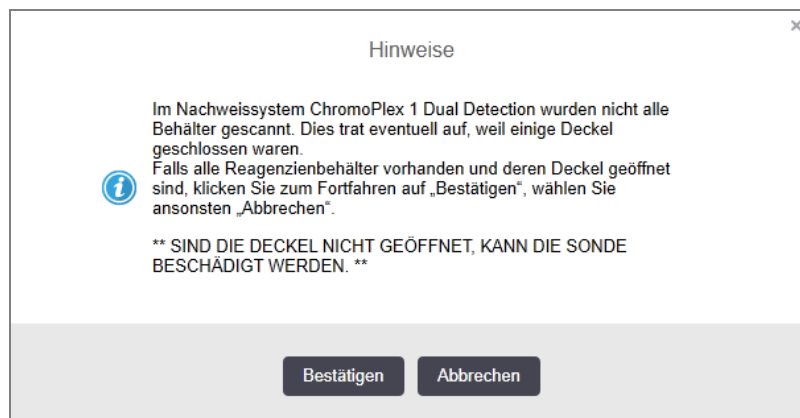 Hinweise
Im Nachweissystem ChromoPlex 1 Dual Detection wurden nicht alle
Behälter gescannt. Dies trat eventuell auf, weil einige Deckel
geschlossen waren.
Falls alle Reagenzienbehälter vorhanden und deren Deckel geöffnet
sind, klicken Sie zum Fortfahren auf „Bestätigen“, wählen Sie
ansonsten „Abbrechen“.
** SIND DIE DECKEL NICHT GEÖFFNET, KANN DIE SONDE
BESCHÄDIGT WERDEN. **
Bestätigen Abbrechen